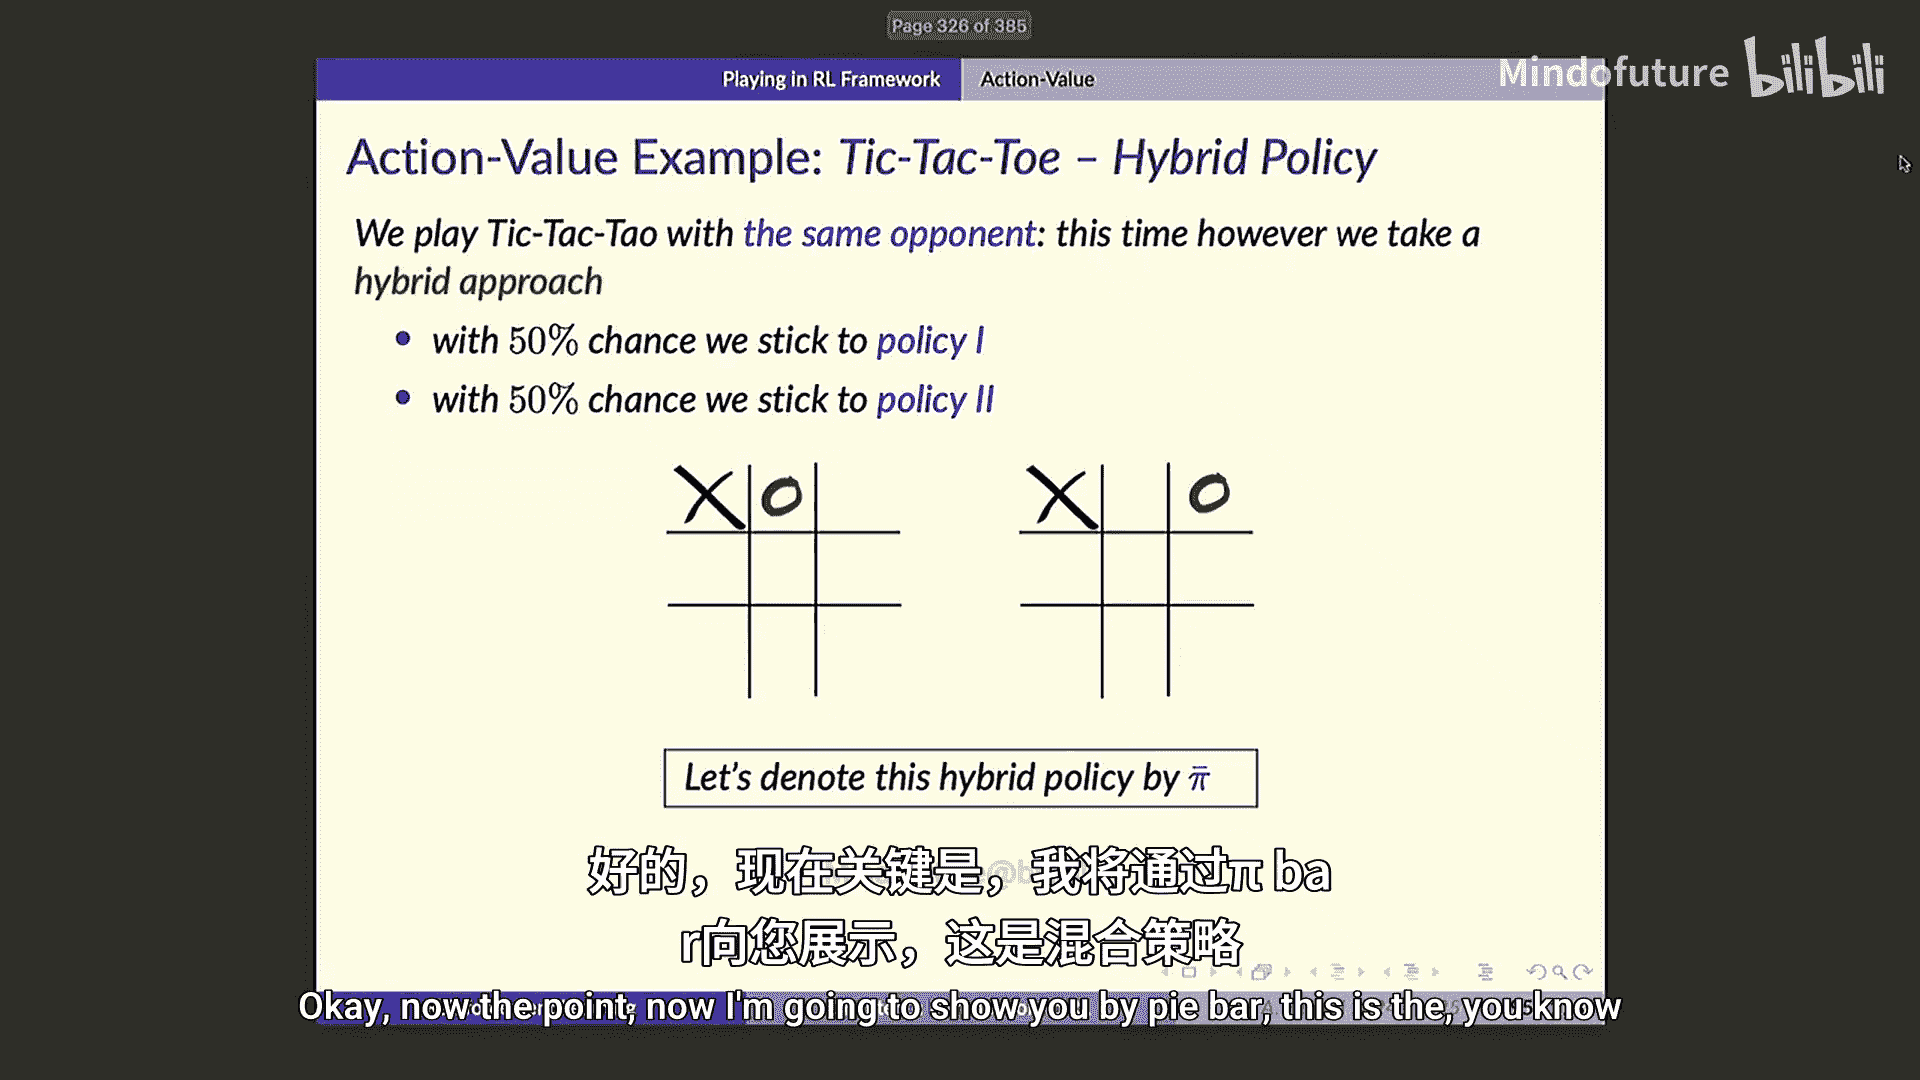 Page 326 of 385
Mindofuture bilibili
Playing in RL Framework Action-Value
Action-Value Example: Tic-Tac-Toe – Hybrid Policy
We play Tic-Tac-Tao with the same opponent: this time however we take a
hybrid approach
• with 50% chance we stick to policy I
• with 50% chance we stick to policy II
X O X O
Let's denote this hybrid policy by π̄
好的，现在关键是，我将通过π ba
r向您展示，这是混合策略
Okay, now the point, now I'm going to show you by pie bar, this is the, you know